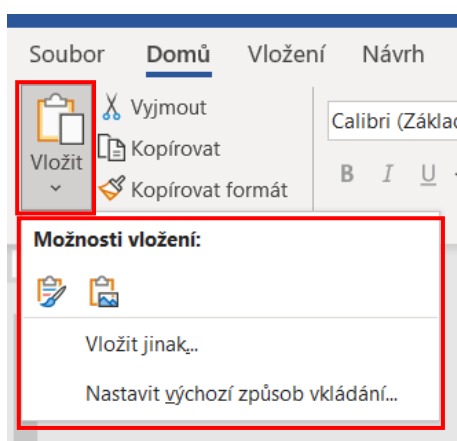 Soubor Domů Vložení Návrh
Vložit
Vyjmout
Kopírovat
Kopírovat formát
Calibri (Základ
B I U
Možnosti vložení:
Vložit jinak...
Nastavit výchozí způsob vkládání...